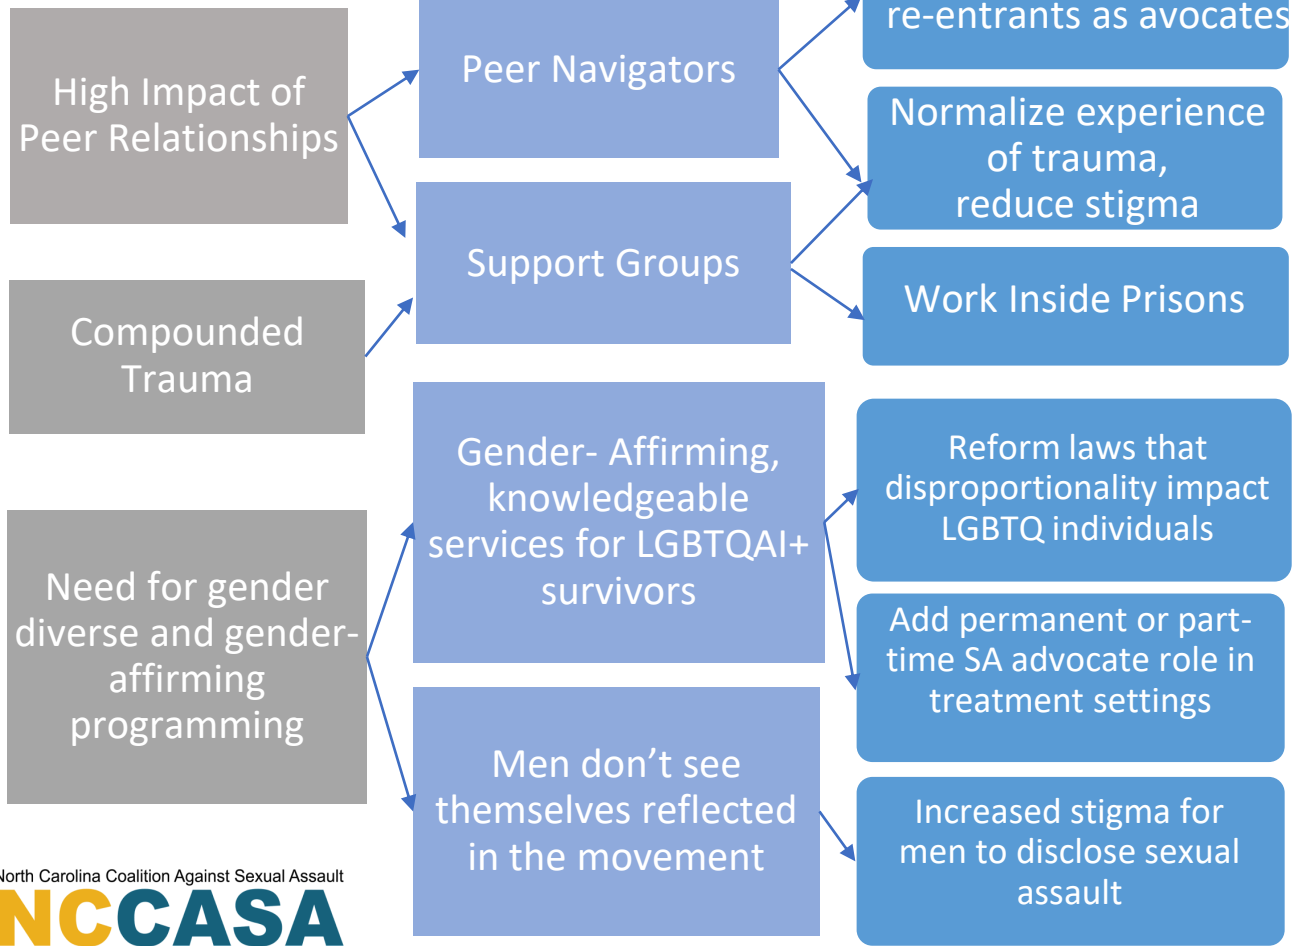 re-entrants as avocates
High Impact of
Peer Relationships
Peer Navigators
Normalize experience
of trauma,
reduce stigma
Support Groups
Work Inside Prisons
Compounded
Trauma
Gender- Affirming,
knowledgeable
services for LGBTQAI+
survivors
Reform laws that
disproportionality impact
LGBTQ individuals
Need for gender
diverse and gender-
affirming
programming
Add permanent or part-
time SA advocate role in
treatment settings
Men don’t see
themselves reflected
in the movement
Increased stigma for
men to disclose sexual
assault
North Carolina Coalition Against Sexual Assault
NCCASA